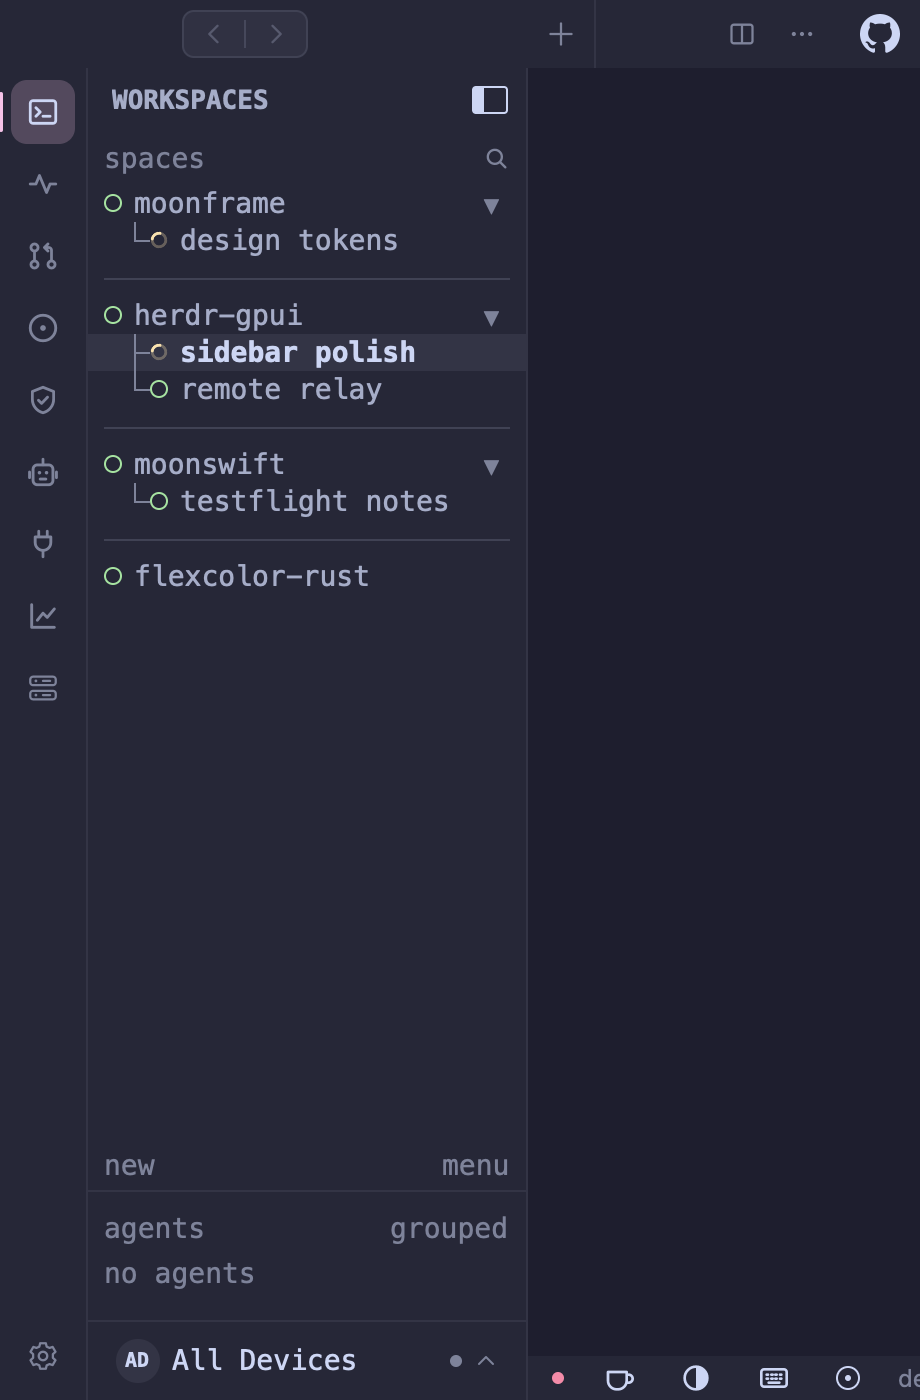 WORKSPACES
spaces
moonframe
design tokens
herdr-gpui
sidebar polish
remote relay
moonswift
testflight notes
flexcolor-rust
new menu
agents grouped
no agents
AD All Devices